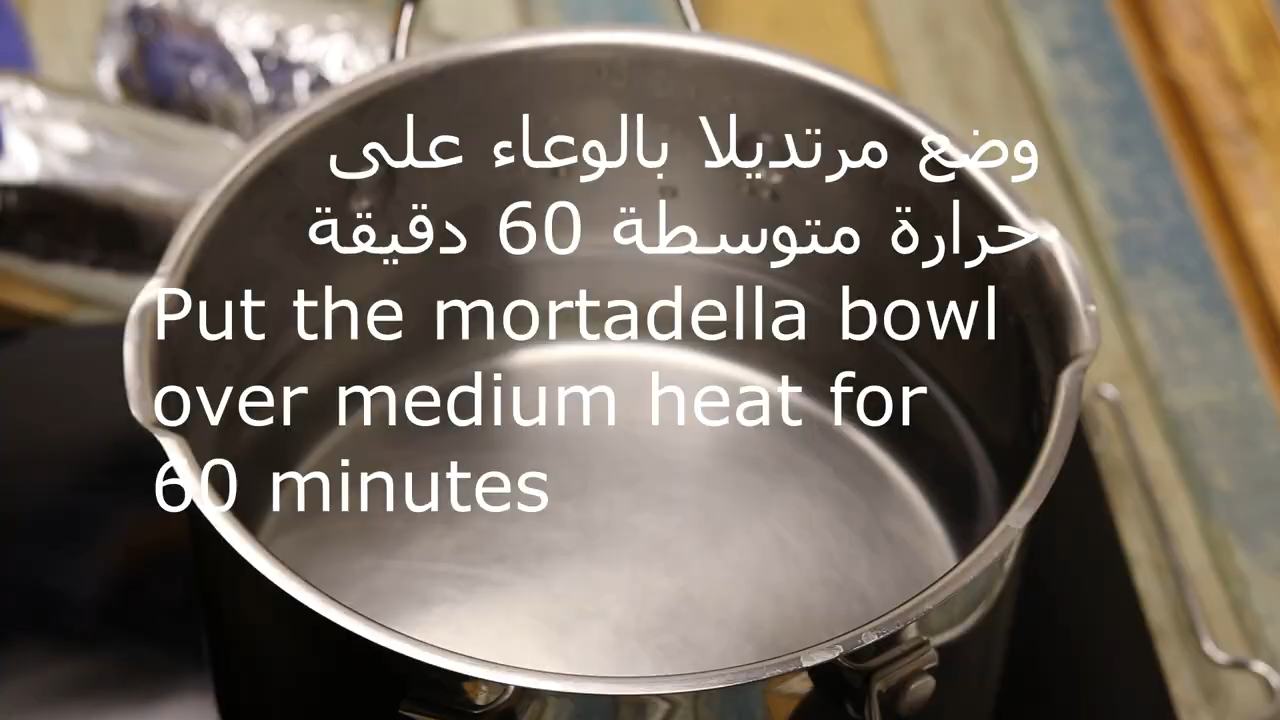 وضع مرتديلا بالوعاء على
حرارة متوسطة 60 دقيقة
Put the mortadella bowl
over medium heat for
60 minutes